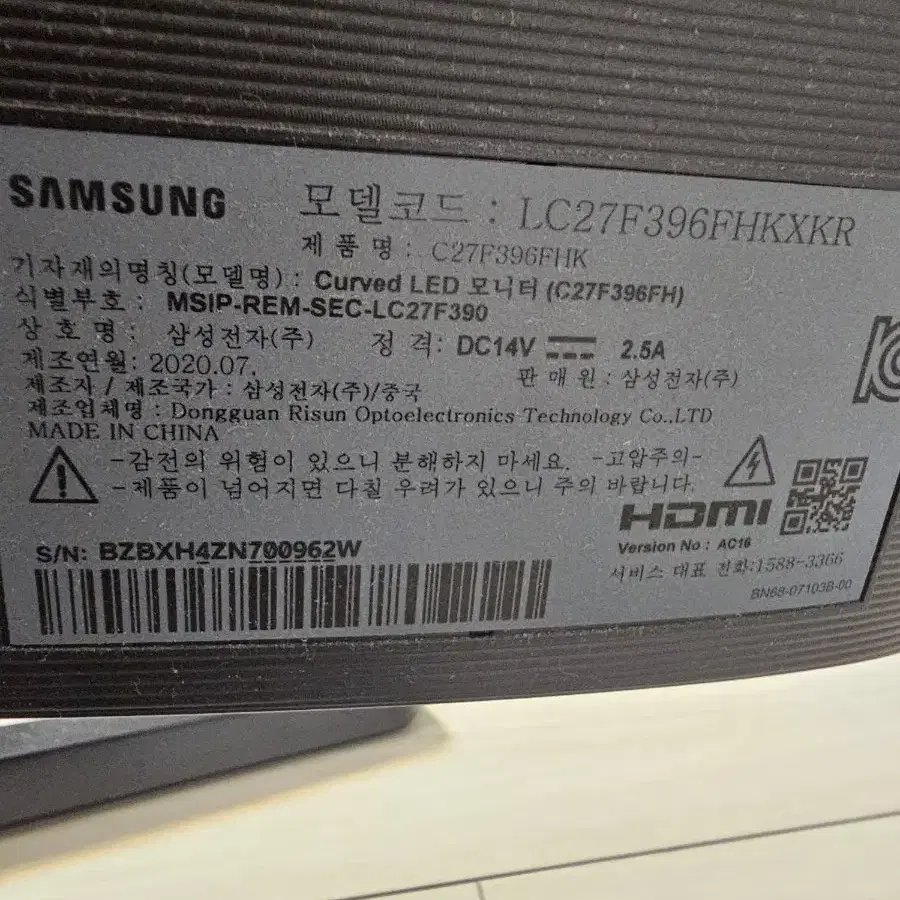 SAMSUNG
모델코드 : LC27F396FHKXKR
제품명 : C27F396FHK
기자재의명칭(모델명) : Curved LED 모니터 (C27F396FH)
식별부호 : MSIP-REM-SEC-LC27F390
상호명 : 삼성전자(주) 정격: DC14V 2.5A
제조연월: 2020.07. 판매원 : 삼성전자(주)
제조자 / 제조국가 : 삼성전자(주)/중국
제조업체명 : Dongguan Risun Optoelectronics Technology Co.,LTD
MADE IN CHINA
-감전의 위험이 있으니 분해하지 마세요. -고압주의-
-제품이 넘어지면 다칠 우려가 있으니 주의 바랍니다.
HDMI
Version No : AC16
S/N: BZBXH4ZN700962W
서비스 대표 전화:1588-3366
BN68-07103B-00